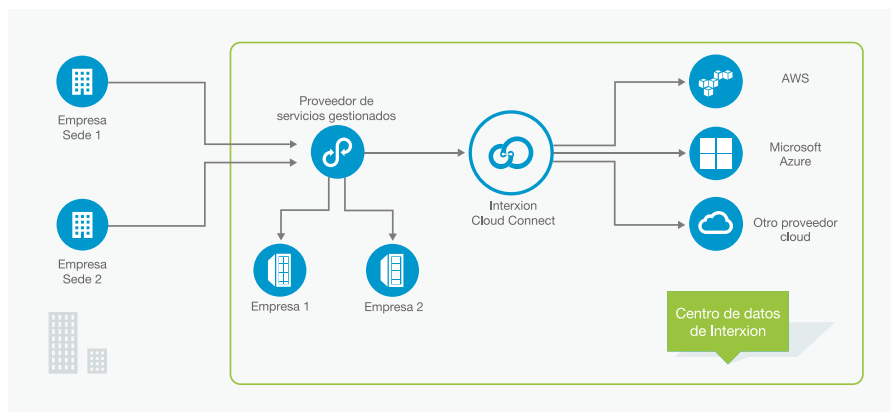 Empresa
Sede 1
Empresa
Sede 2
Proveedor de
servicios gestionados
Empresa 1
Empresa 2
Interxion
Cloud Connect
AWS
Microsoft
Azure
Otro proveedor
cloud
Centro de datos
de Interxion